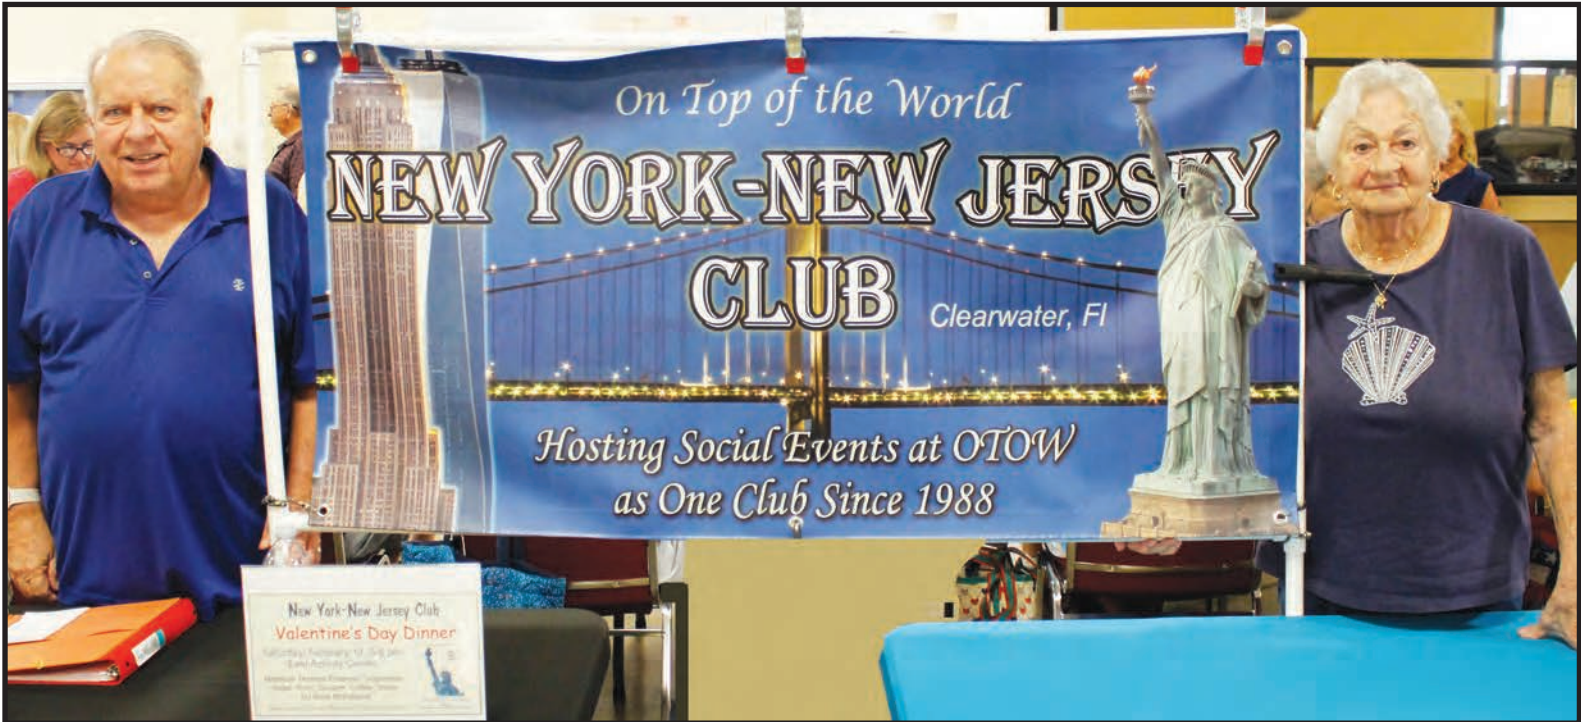 On Top of the World
NEW YORK-NEW JERSEY
CLUB
Clearwater, Fl
Hosting Social Events at OTOW
as One Club Since 1988
New York-New Jersey Club
Valentine's Day Dinner